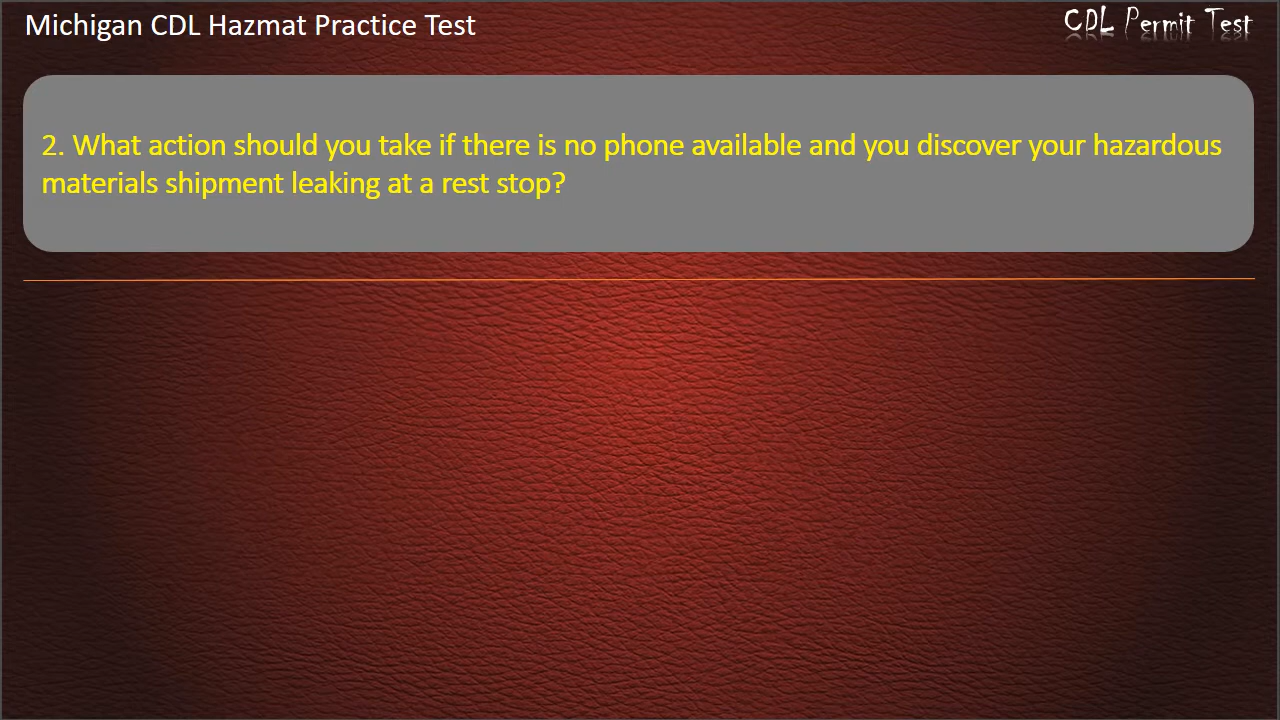 Michigan CDL Hazmat Practice Test
CDL Permit Test
2. What action should you take if there is no phone available and you discover your hazardous
materials shipment leaking at a rest stop?